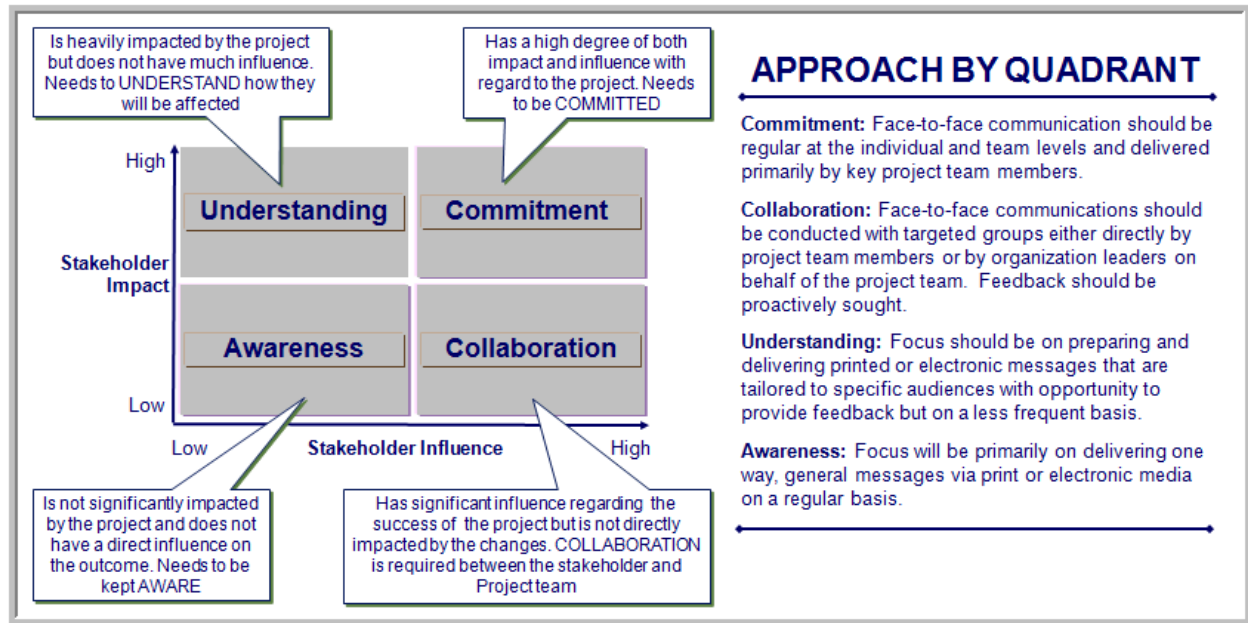 Is heavily impacted by the project
but does not have much influence.
Needs to UNDERSTAND how they
will be affected
Has a high degree of both
impact and influence with
regard to the project. Needs
to be COMMITTED
High
Understanding
Commitment
Stakeholder
Impact
Awareness
Collaboration
Low
Low
Stakeholder Influence
High
Is not significantly impacted
by the project and does not
have a direct influence on
the outcome. Needs to be
kept AWARE
Has significant influence regarding the
success of the project but is not directly
impacted by the changes. COLLABORATION
is required between the stakeholder and
Project team
APPROACH BY QUADRANT
Commitment: Face-to-face communication should be
regular at the individual and team levels and delivered
primarily by key project team members.
Collaboration: Face-to-face communications should
be conducted with targeted groups either directly by
project team members or by organization leaders on
behalf of the project team. Feedback should be
proactively sought.
Understanding: Focus should be on preparing and
delivering printed or electronic messages that are
tailored to specific audiences with opportunity to
provide feedback but on a less frequent basis.
Awareness: Focus will be primarily on delivering one
way, general messages via print or electronic media
on a regular basis.